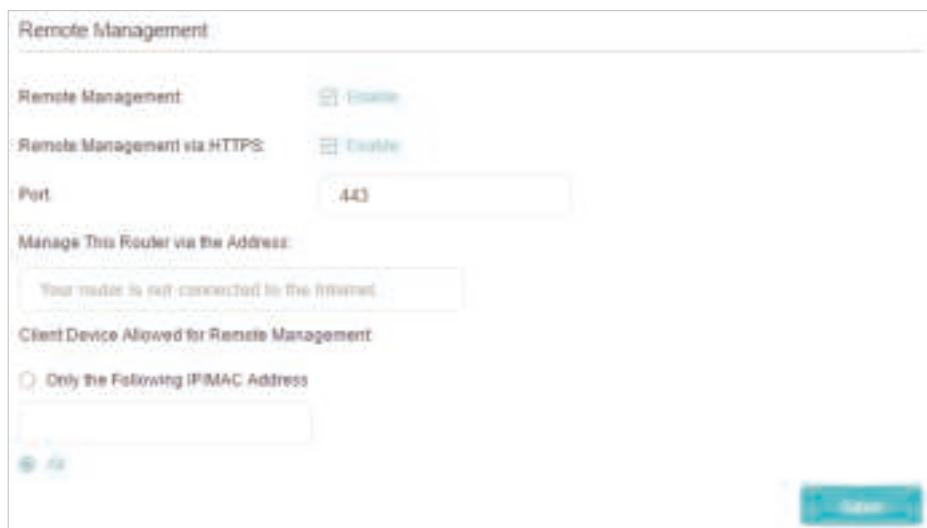 Remote Management
Remote Management: Enable
Remote Management via HTTPS: Enable
Port: 443
Manage This Router via the Address:
Your router is not connected to the Internet.
Client Device Allowed for Remote Management
Only the Following IP/MAC Address
All
Save